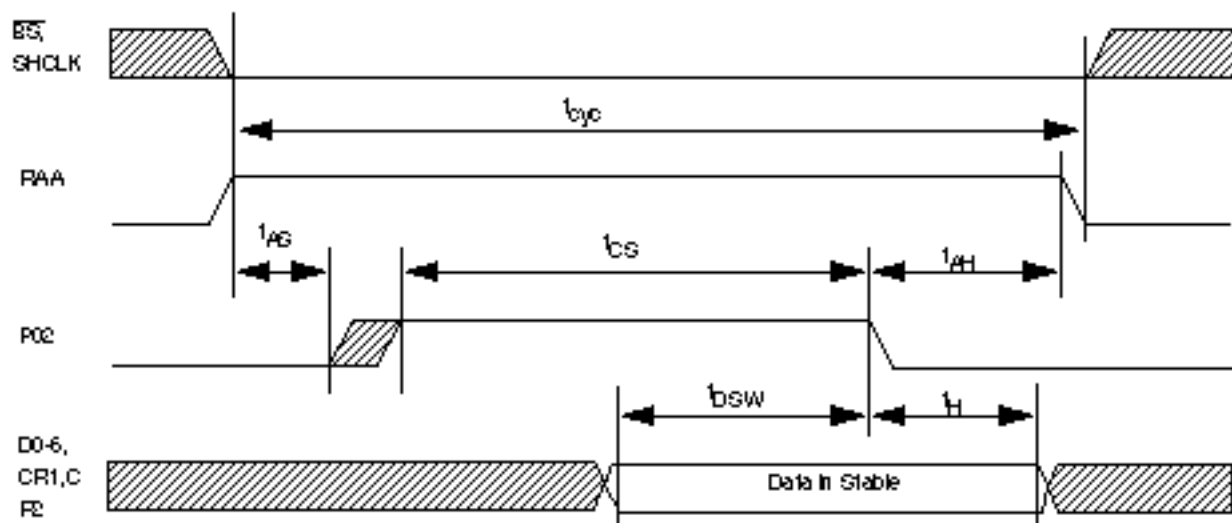 BS,
SHCLK
tcyc
RAA
tAS
tCS
tAH
P02
tDSW
tH
D0-6,
CR1,C
R2
Data In Stable